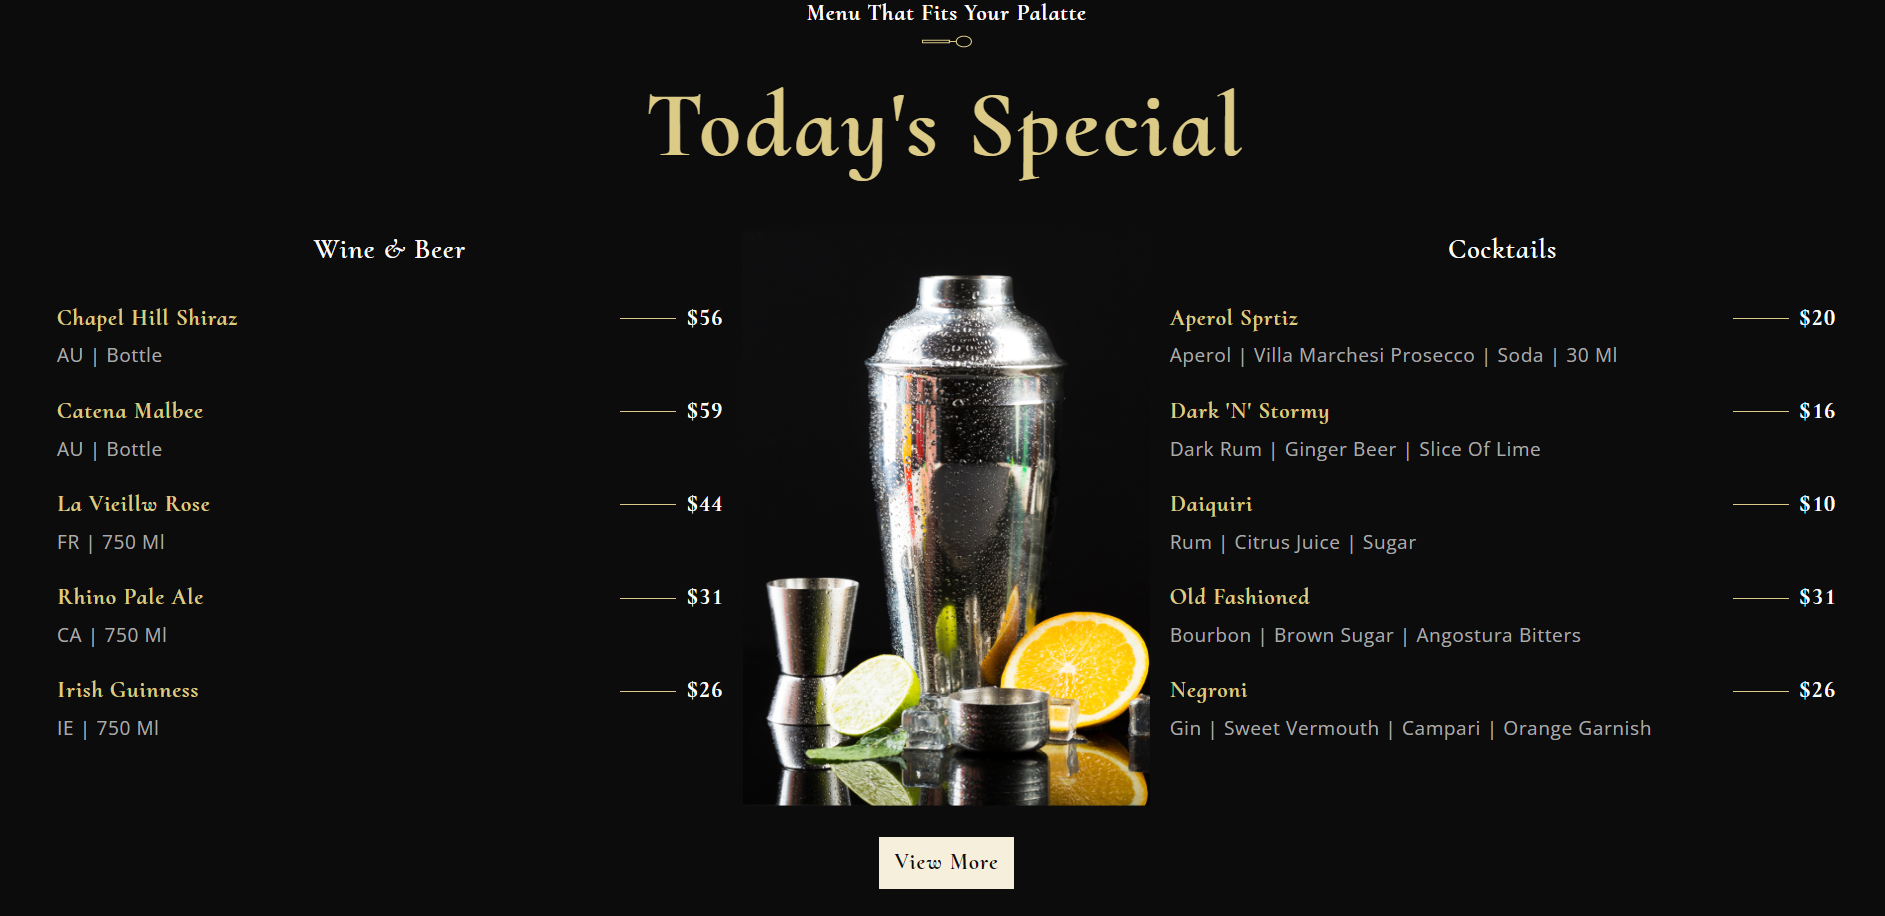 Menu That Fits Your Palatte
Today's Special
Wine & Beer
Chapel Hill Shiraz $56
AU | Bottle
Catena Malbee $59
AU | Bottle
La Vieillw Rose $44
FR | 750 Ml
Rhino Pale Ale $31
CA | 750 Ml
Irish Guinness $26
IE | 750 Ml
Cocktails
Aperol Sprtiz $20
Aperol | Villa Marchesi Prosecco | Soda | 30 Ml
Dark 'N' Stormy $16
Dark Rum | Ginger Beer | Slice Of Lime
Daiquiri $10
Rum | Citrus Juice | Sugar
Old Fashioned $31
Bourbon | Brown Sugar | Angostura Bitters
Negroni $26
Gin | Sweet Vermouth | Campari | Orange Garnish
View More